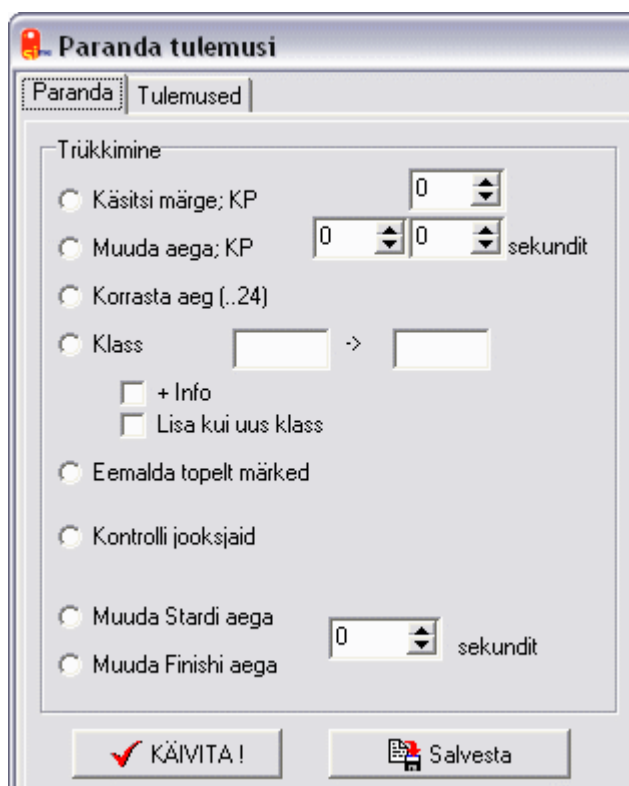 Paranda tulemusi
Paranda Tulemused
Trükkimine
Käsitsi märge; KP 0
Muuda aega; KP 0 0 sekundit
Korrasta aeg (..24)
Klass ->
+ Info
Lisa kui uus klass
Eemalda topelt märked
Kontrolli jooksjaid
Muuda Stardi aega
0 sekundit
Muuda Finishi aega
KÄIVITA ! Salvesta